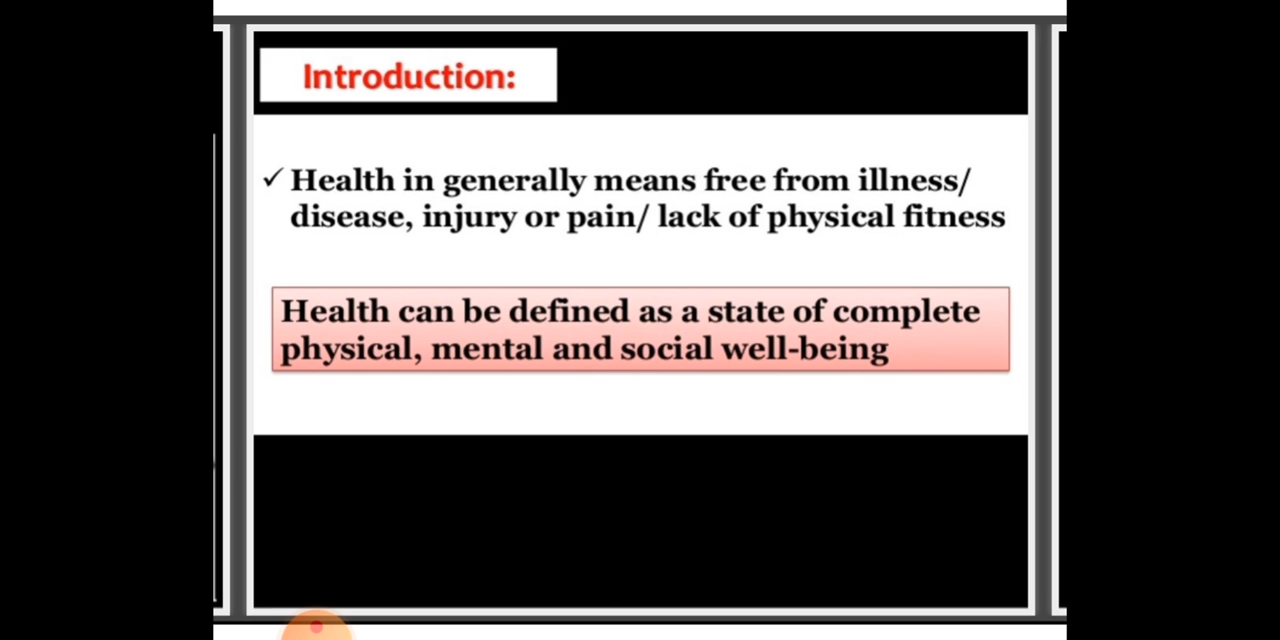 Introduction:
✓ Health in generally means free from illness/
disease, injury or pain/ lack of physical fitness
Health can be defined as a state of complete
physical, mental and social well-being